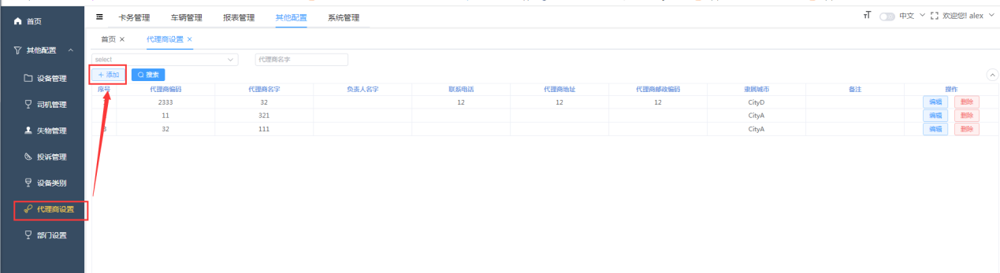 首页
卡务管理 车辆管理 报表管理 其他配置 系统管理
中文 欢迎您! alex
首页 × 代理商设置 ×
其他配置
设备管理
司机管理
失物管理
投诉管理
设备类别
代理商设置
部门设置
select 代理商名字
+ 添加 搜索
序号 代理商编码 代理商名字 负责人名字 联系电话 代理商地址 代理商邮政编码 隶属城市 备注 操作
2333 32 12 12 12 CityD 编辑 删除
11 321 CityA 编辑 删除
3 32 111 CityA 编辑 删除